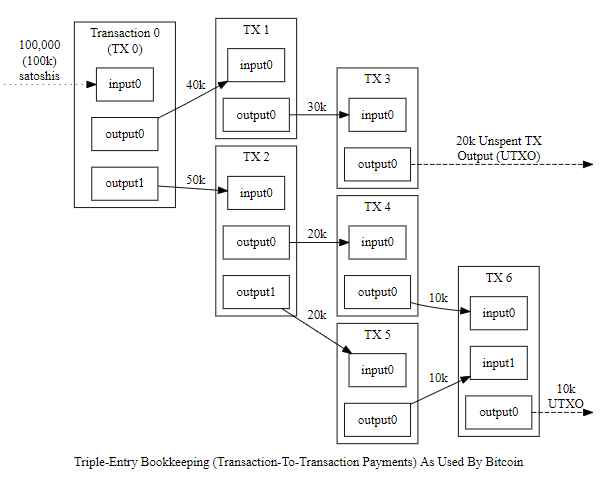 100,000
(100k)
satoshis
Transaction 0
(TX 0)
input0
output0
output1
40k
50k
TX 1
input0
output0
30k
TX 2
input0
output0
output1
20k
20k
TX 3
input0
output0
20k Unspent TX
Output (UTXO)
TX 4
input0
output0
10k
TX 5
input0
output0
10k
TX 6
input0
input1
output0
10k
UTXO
Triple-Entry Bookkeeping (Transaction-To-Transaction Payments) As Used By Bitcoin